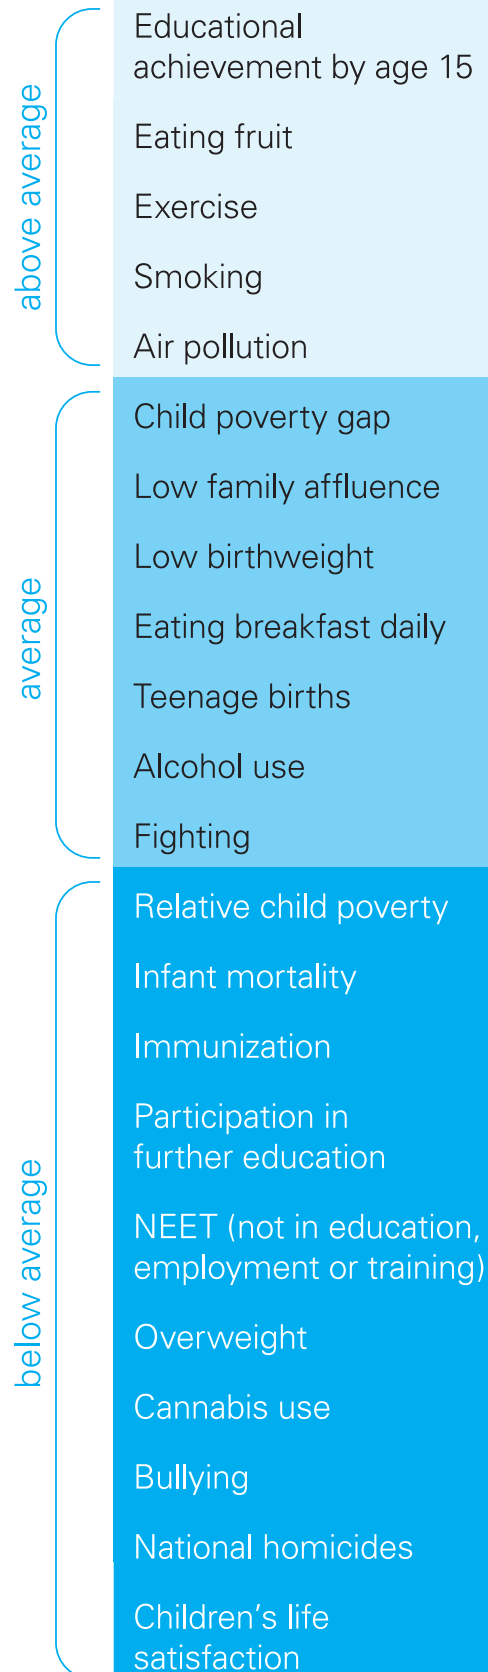 above average
Educational
achievement by age 15
Eating fruit
Exercise
Smoking
Air pollution
average
Child poverty gap
Low family affluence
Low birthweight
Eating breakfast daily
Teenage births
Alcohol use
Fighting
below average
Relative child poverty
Infant mortality
Immunization
Participation in
further education
NEET (not in education,
employment or training)
Overweight
Cannabis use
Bullying
National homicides
Children’s life
satisfaction